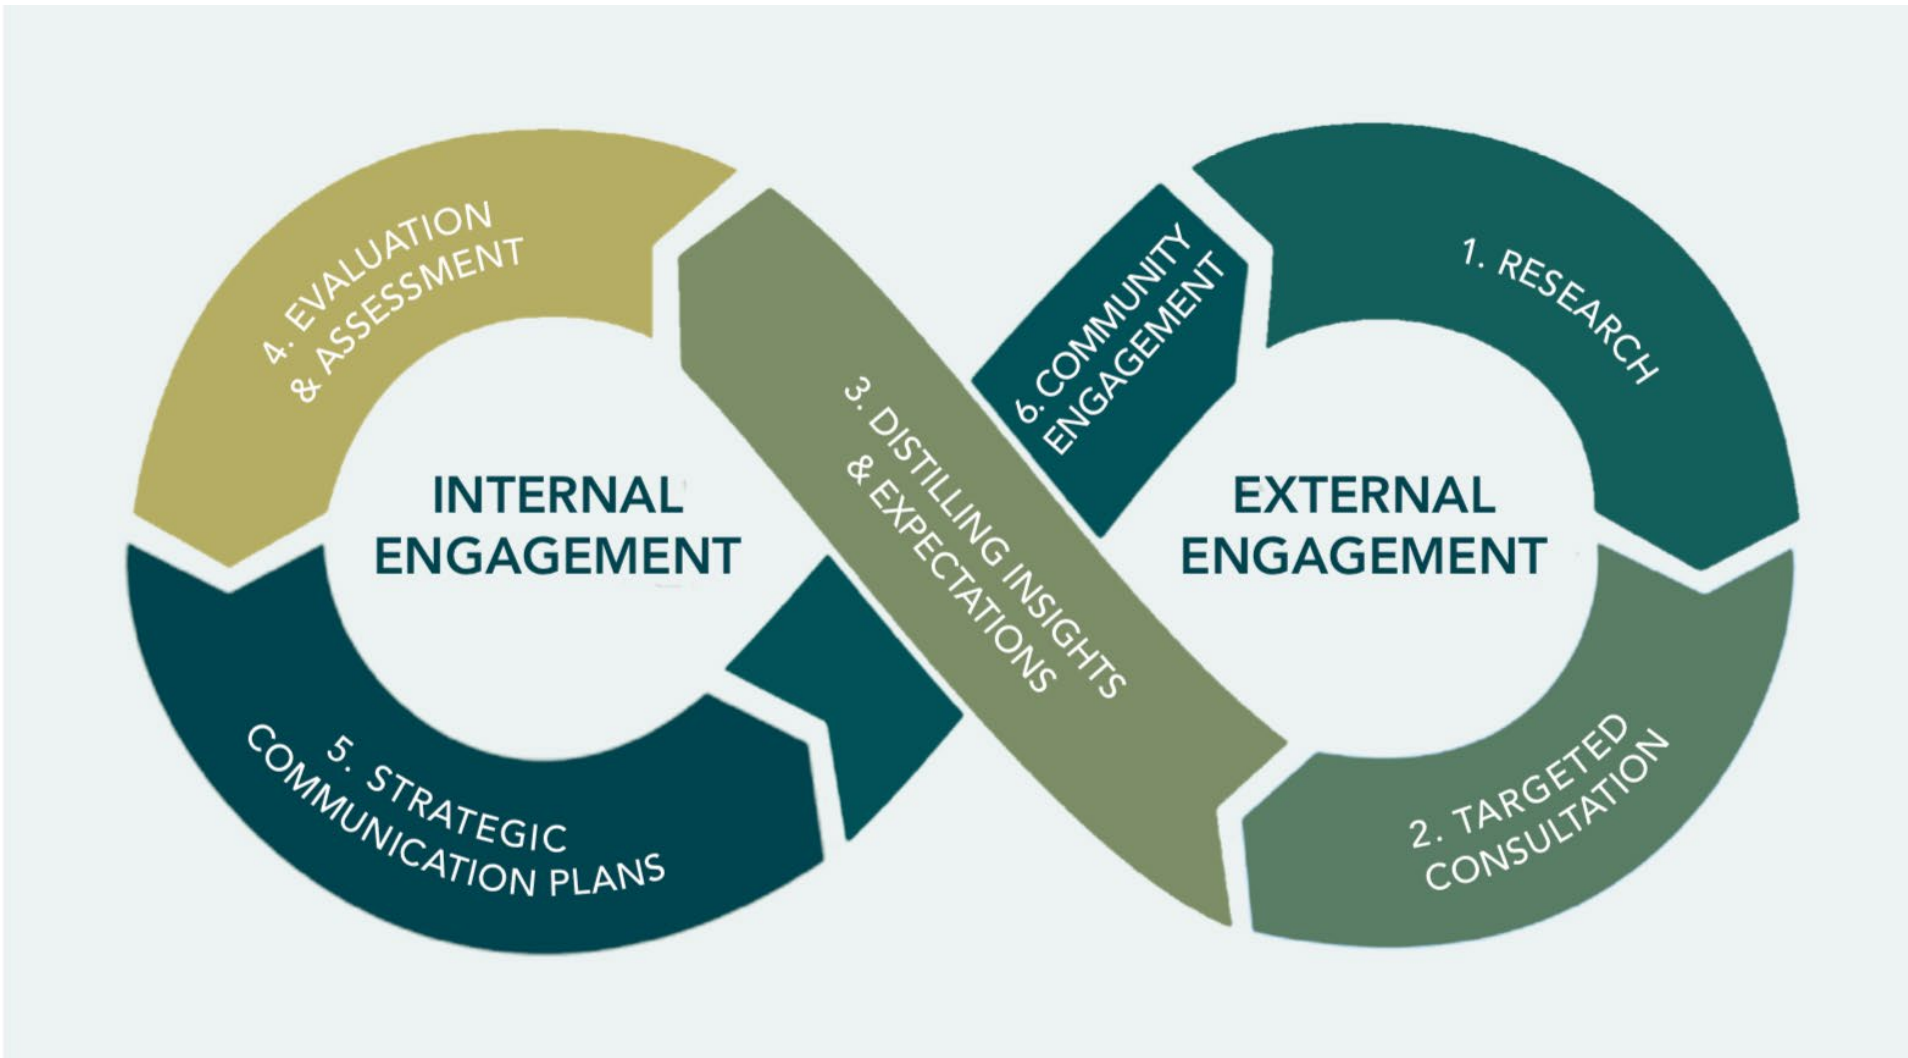 4. EVALUATION
& ASSESSMENT
3. DISTILLING INSIGHTS
& EXPECTATIONS
6. COMMUNITY
ENGAGEMENT
1. RESEARCH
INTERNAL
ENGAGEMENT
EXTERNAL
ENGAGEMENT
5. STRATEGIC
COMMUNICATION PLANS
2. TARGETED
CONSULTATION